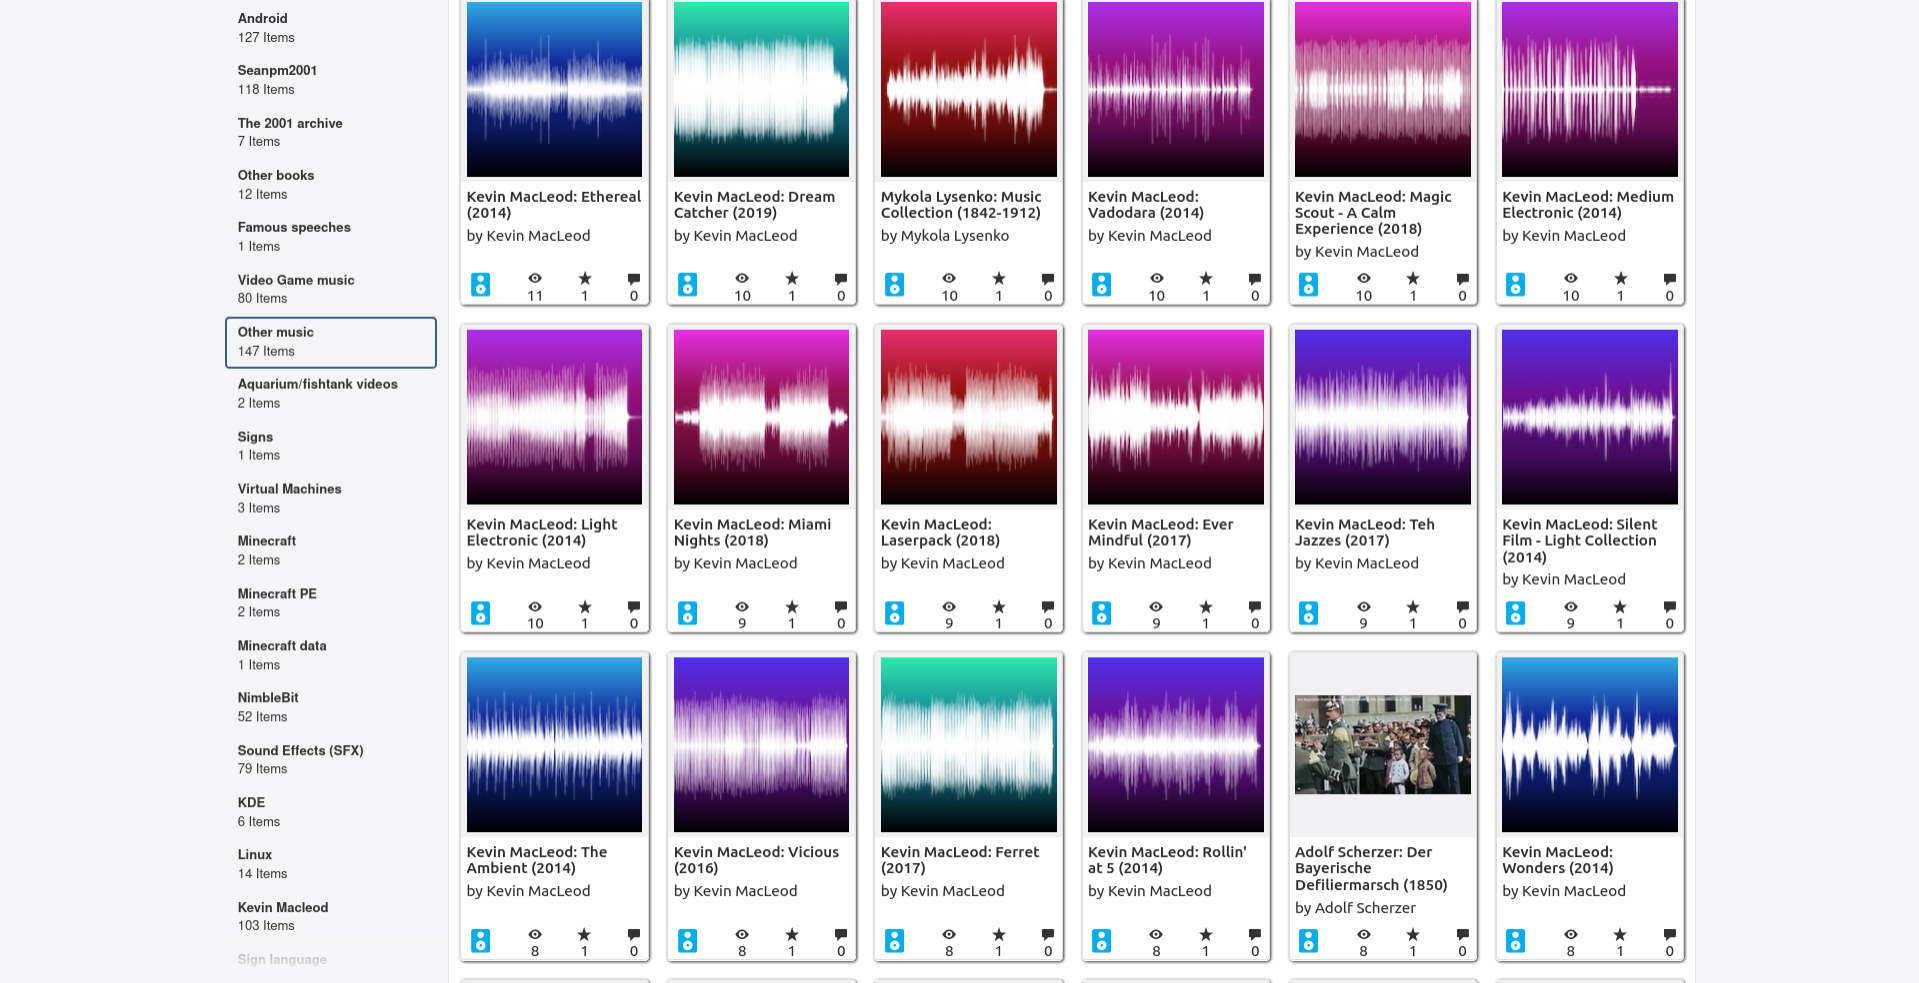 Android
127 Items
Seanpm2001
118 Items
The 2001 archive
7 Items
Other books
12 Items
Famous speeches
1 Items
Video Game music
80 Items
Other music
147 Items
Aquarium/fishtank videos
2 Items
Signs
1 Items
Virtual Machines
3 Items
Minecraft
2 Items
Minecraft PE
2 Items
Minecraft data
1 Items
NimbleBit
52 Items
Sound Effects (SFX)
79 Items
KDE
6 Items
Linux
14 Items
Kevin Macleod
103 Items
Sign language
Kevin MacLeod: Ethereal
(2014)
by Kevin MacLeod
11 1 0
Kevin MacLeod: Dream
Catcher (2019)
by Kevin MacLeod
10 1 0
Mykola Lysenko: Music
Collection (1842-1912)
by Mykola Lysenko
10 1 0
Kevin MacLeod:
Vadodara (2014)
by Kevin MacLeod
10 1 0
Kevin MacLeod: Magic
Scout - A Calm
Experience (2018)
by Kevin MacLeod
10 1 0
Kevin MacLeod: Medium
Electronic (2014)
by Kevin MacLeod
10 1 0
Kevin MacLeod: Light
Electronic (2014)
by Kevin MacLeod
10 1 0
Kevin MacLeod: Miami
Nights (2018)
by Kevin MacLeod
9 1 0
Kevin MacLeod:
Laserpack (2018)
by Kevin MacLeod
9 1 0
Kevin MacLeod: Ever
Mindful (2017)
by Kevin MacLeod
9 1 0
Kevin MacLeod: Teh
Jazzes (2017)
by Kevin MacLeod
9 1 0
Kevin MacLeod: Silent
Film - Light Collection
(2014)
by Kevin MacLeod
9 1 0
Kevin MacLeod: The
Ambient (2014)
by Kevin MacLeod
8 1 0
Kevin MacLeod: Vicious
(2016)
by Kevin MacLeod
8 1 0
Kevin MacLeod: Ferret
(2017)
by Kevin MacLeod
8 1 0
Kevin MacLeod: Rollin'
at 5 (2014)
by Kevin MacLeod
8 1 0
Adolf Scherzer: Der
Bayerische
Defiliermarsch (1850)
by Adolf Scherzer
8 1 0
Kevin MacLeod:
Wonders (2014)
by Kevin MacLeod
8 1 0